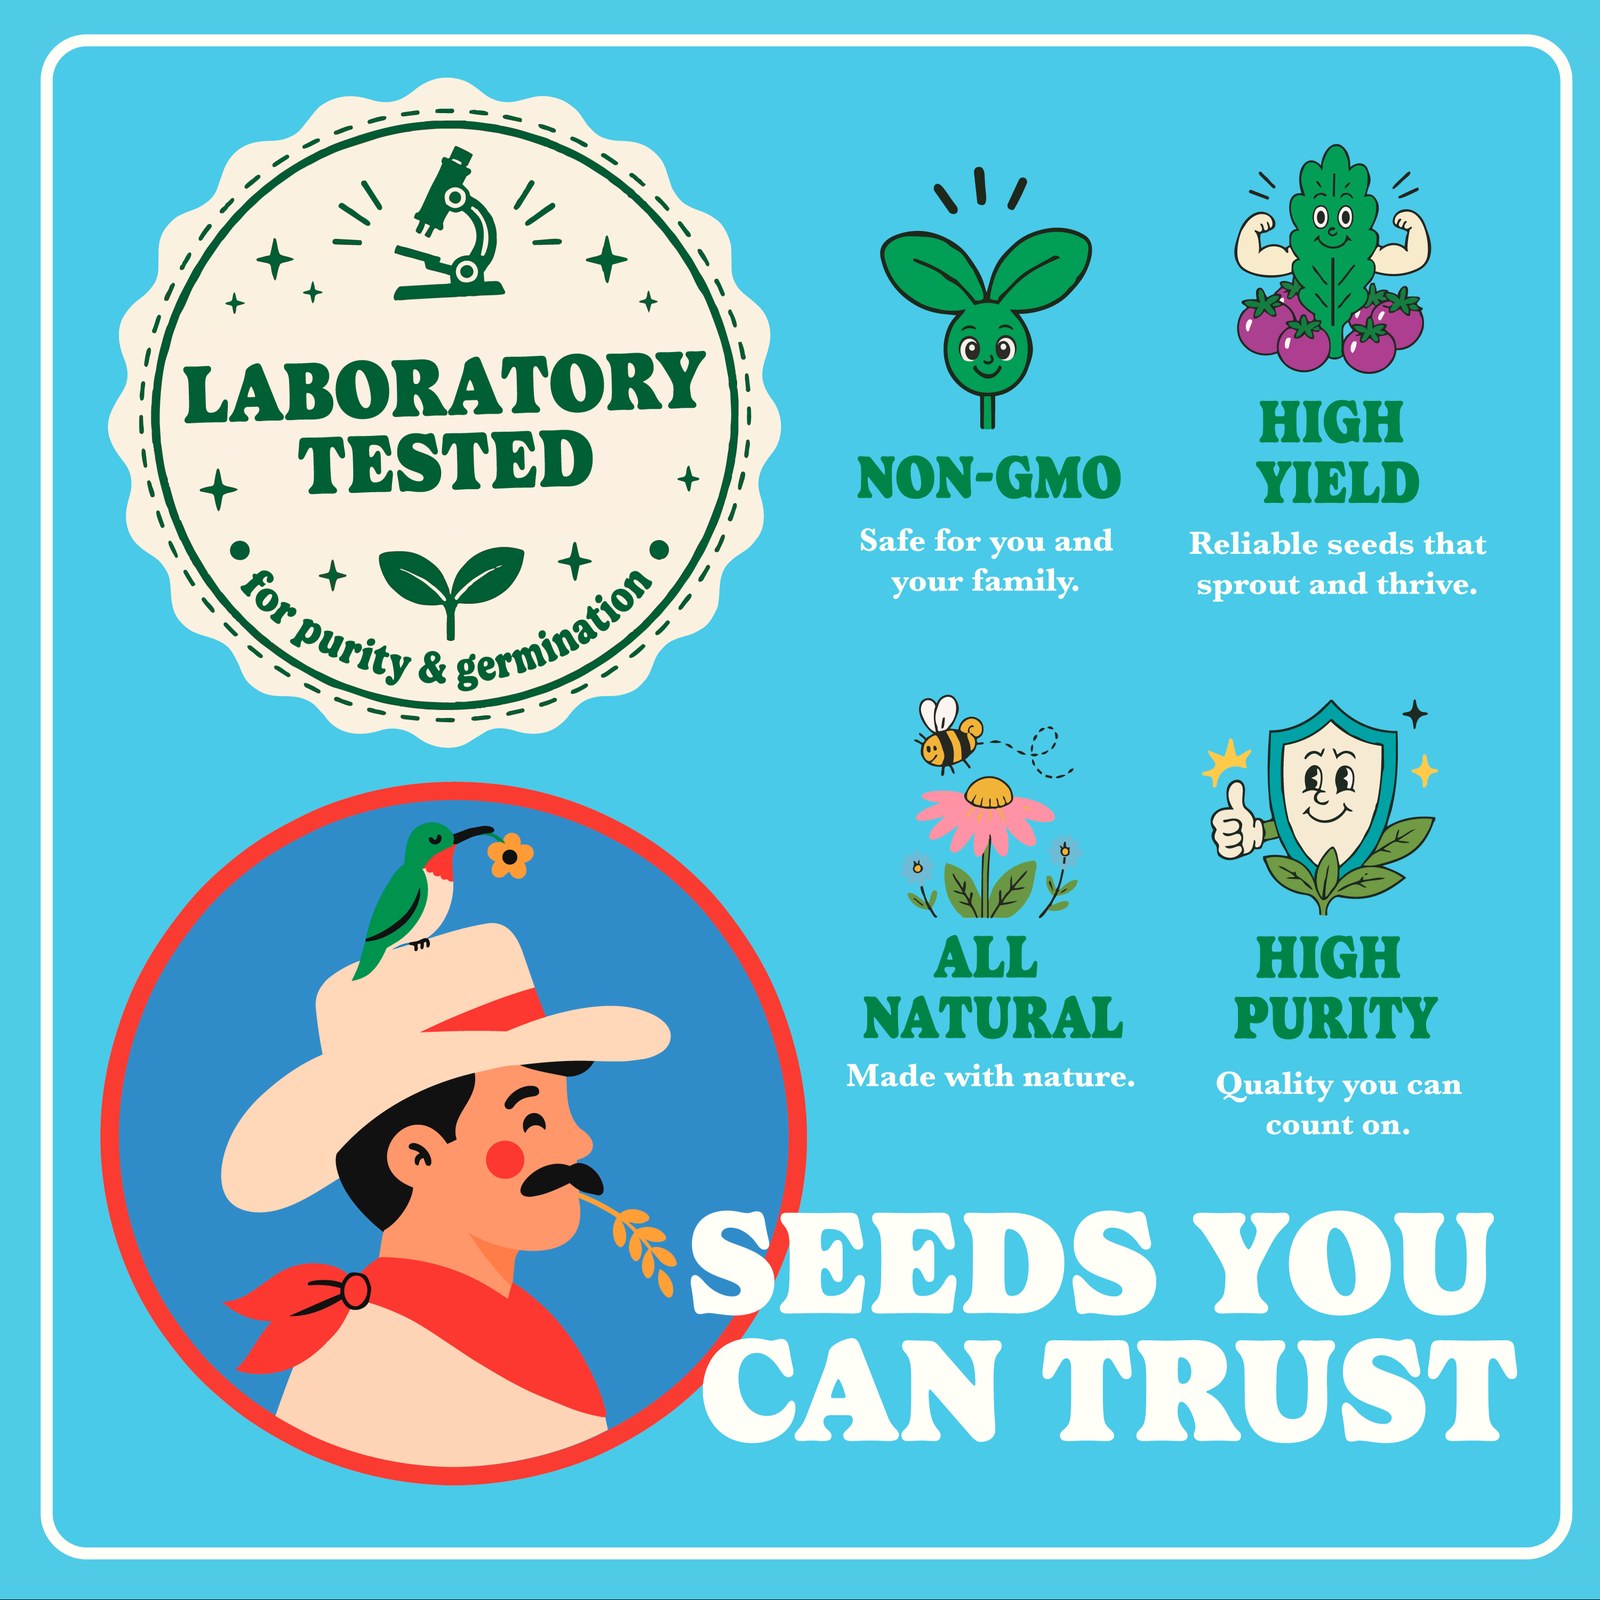 LABORATORY
TESTED
for purity & germination
NON-GMO
Safe for you and
your family.
HIGH
YIELD
Reliable seeds that
sprout and thrive.
ALL
NATURAL
Made with nature.
HIGH
PURITY
Quality you can
count on.
SEEDS YOU
CAN TRUST